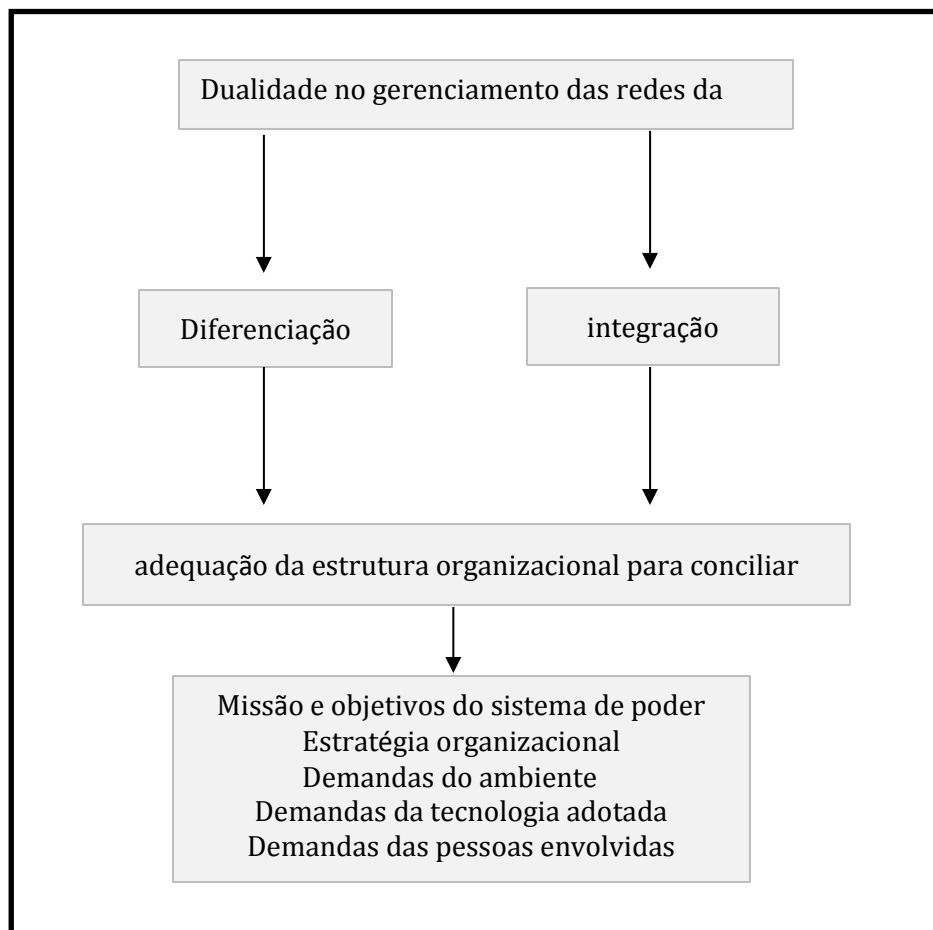 Dualidade no gerenciamento das redes da
Diferenciação
integração
adequação da estrutura organizacional para conciliar
Missão e objetivos do sistema de poder
Estratégia organizacional
Demandas do ambiente
Demandas da tecnologia adotada
Demandas das pessoas envolvidas